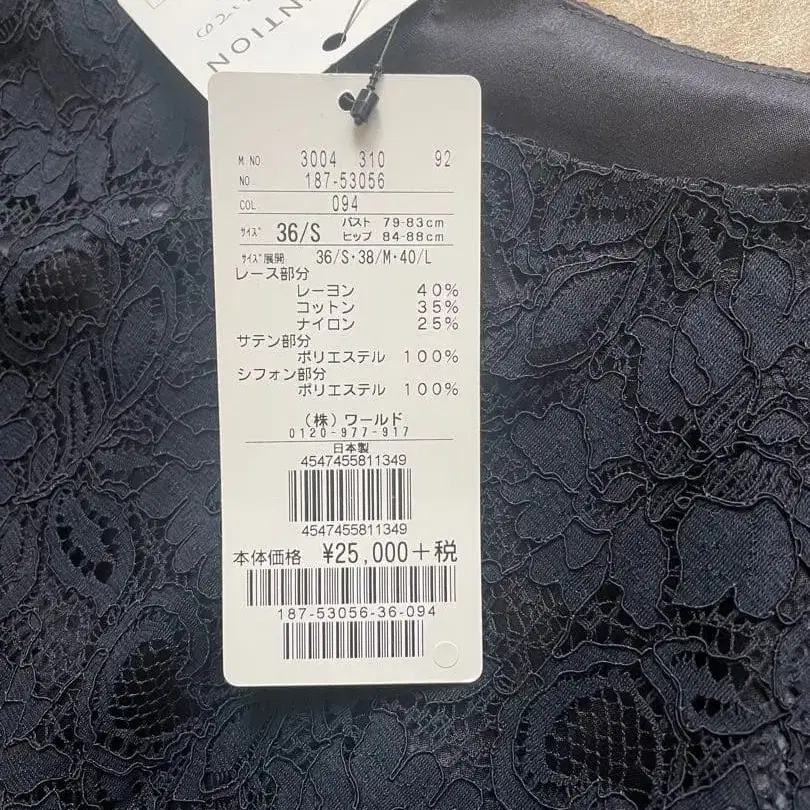 NTION
M.NO 3004 310 92
NO 187-53056
COL. 094
ｻｲｽﾞ 36/S バスト 79-83cm
ヒップ 84-88cm
ｻｲｽﾞ展開 36/S・38/M・40/L
レース部分
レーヨン 40%
コットン 35%
ナイロン 25%
サテン部分
ポリエステル 100%
シフォン部分
ポリエステル 100%
（株）ワールド
0120-977-917
日本製
4547455811349
4547455811349
本体価格 ¥25,000+税
187-53056-36-094